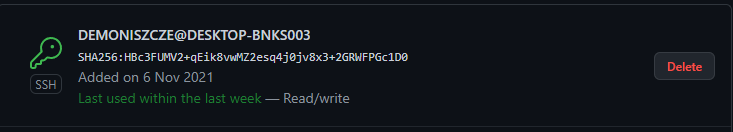 DEMONISZCZE@DESKTOP-BNKS003
SHA256:HBc3FUMV2+qEik8vwMZ2esq4j0jv8x3+2GRWFPGc1D0
SSH
Added on 6 Nov 2021
Last used within the last week — Read/write
Delete